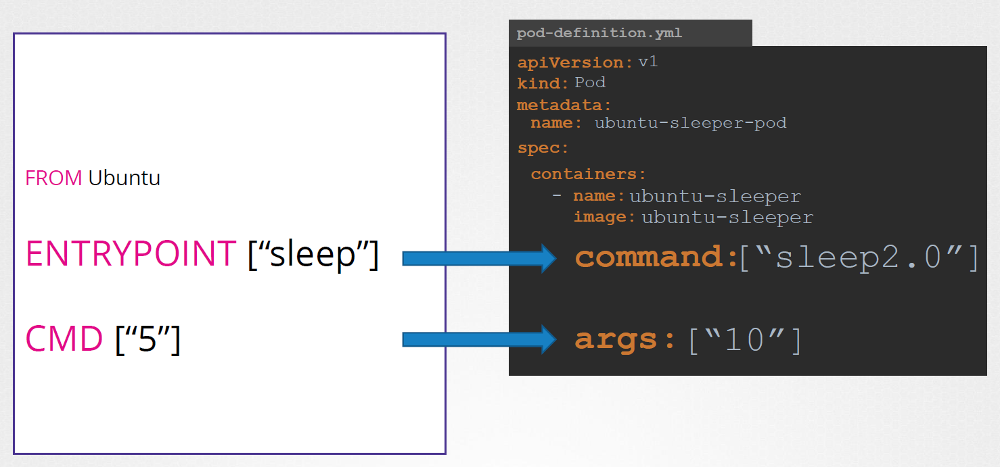 FROM Ubuntu
ENTRYPOINT [“sleep”]
CMD [“5”]
pod-definition.yml
apiVersion: v1
kind: Pod
metadata:
name: ubuntu-sleeper-pod
spec:
containers:
- name: ubuntu-sleeper
image: ubuntu-sleeper
command:[“sleep2.0”]
args: [“10”]